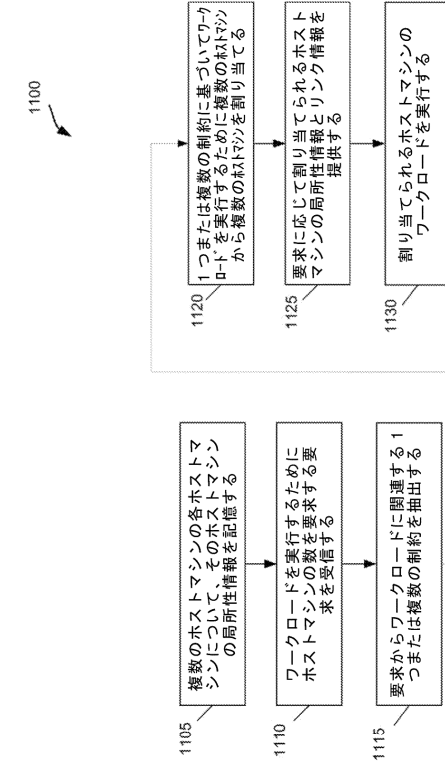 1100
1105
複数のホストマシンの各ホストマ
シンについて、そのホストマシン
の局所性情報を記憶する
1110
ワークロードを実行するために
ホストマシンの数を要求する要
求を受信する
1115
要求からワークロードに関連する1
つまたは複数の制約を抽出する
1120
1つまたは複数の制約に基づいてワーク
ロードを実行するために複数のホストマシン
から複数のホストマシンを割り当てる
1125
要求に応じて割り当てられるホスト
マシンの局所性情報とリンク情報を
提供する
1130
割り当てられるホストマシンの
ワークロードを実行する